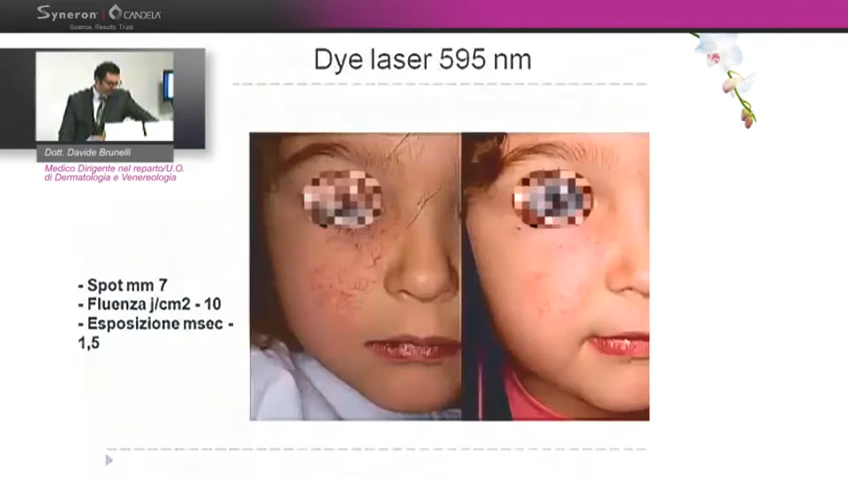 Syneron CANDELA
Science. Results. Trust.
Dye laser 595 nm
Dott. Davide Brunelli
Medico Dirigente nel reparto/U.O.
di Dermatologia e Venereologia
- Spot mm 7
- Fluenza j/cm2 - 10
- Esposizione msec -
1,5